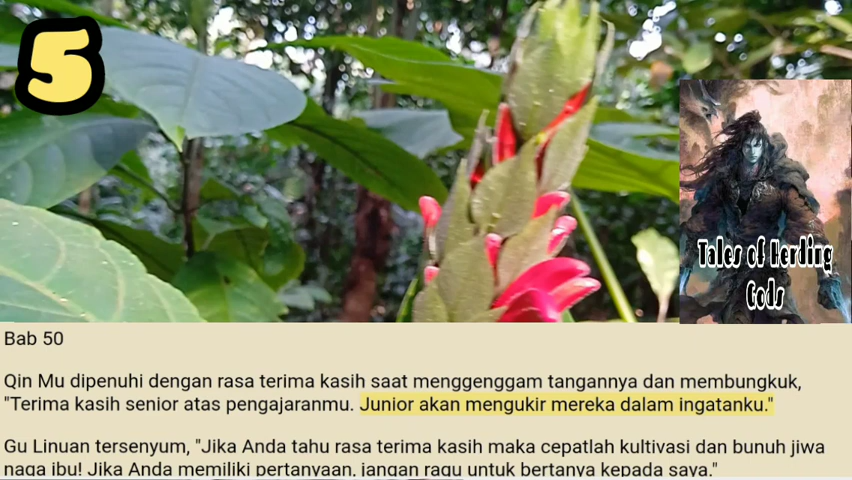 5
Tales of Herding
Gods
Bab 50
Qin Mu dipenuhi dengan rasa terima kasih saat menggenggam tangannya dan membungkuk,
"Terima kasih senior atas pengajaranmu. Junior akan mengukir mereka dalam ingatanku."
Gu Linuan tersenyum, "Jika Anda tahu rasa terima kasih maka cepatlah kultivasi dan bunuh jiwa
naga ibu! Jika Anda memiliki pertanyaan, jangan ragu untuk bertanya kepada saya."